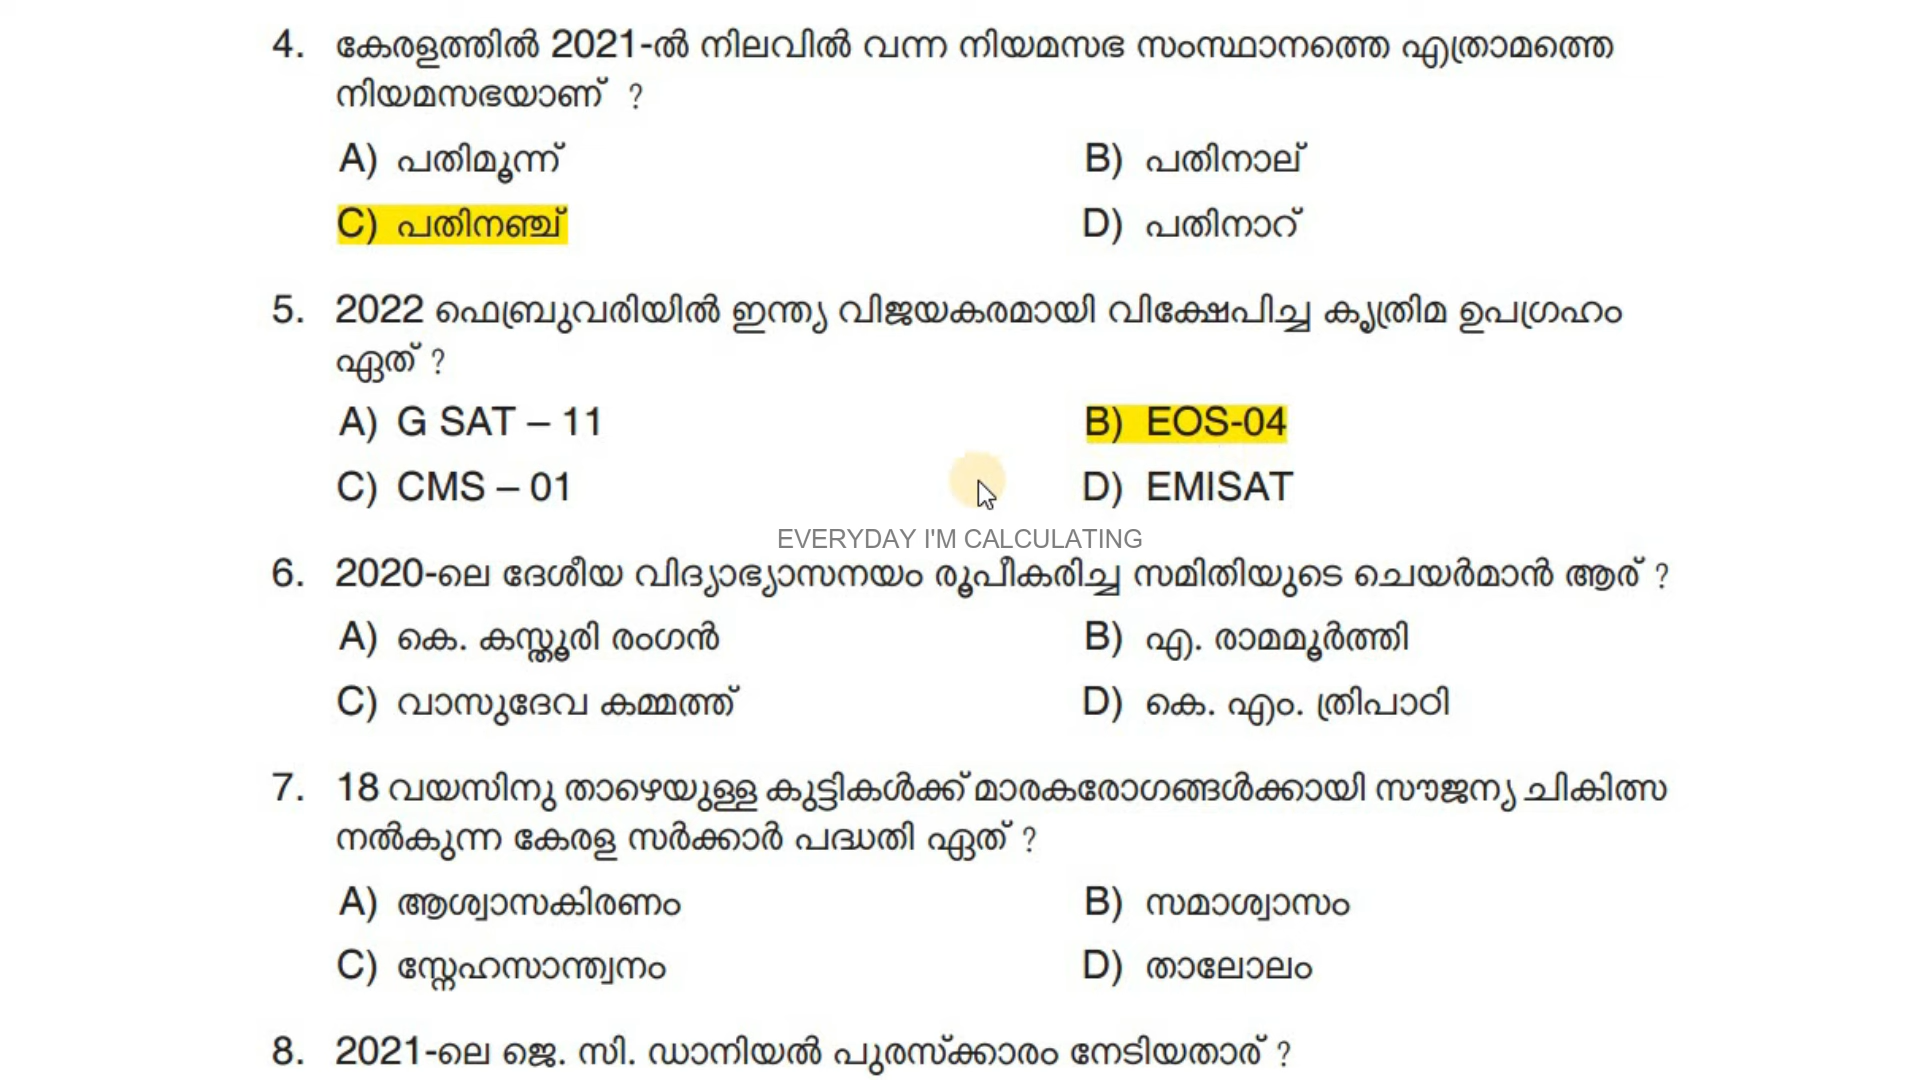 4. കേരളത്തിൽ 2021-ൽ നിലവിൽ വന്ന നിയമസഭ സംസ്ഥാനത്തെ എത്രാമത്തെ
നിയമസഭയാണ് ?
A) പതിമൂന്ന് B) പതിനാല്
C) പതിനഞ്ച് D) പതിനാറ്
5. 2022 ഫെബ്രുവരിയിൽ ഇന്ത്യ വിജയകരമായി വിക്ഷേപിച്ച കൃത്രിമ ഉപഗ്രഹം
ഏത് ?
A) G SAT – 11 B) EOS-04
C) CMS – 01 D) EMISAT
EVERYDAY I'M CALCULATING
6. 2020-ലെ ദേശീയ വിദ്യാഭ്യാസനയം രൂപീകരിച്ച സമിതിയുടെ ചെയർമാൻ ആര് ?
A) കെ. കസ്തൂരി രംഗൻ B) എ. രാമമൂർത്തി
C) വാസുദേവ കമ്മത്ത് D) കെ. എം. ത്രിപാഠി
7. 18 വയസിനു താഴെയുള്ള കുട്ടികൾക്ക് മാരകരോഗങ്ങൾക്കായി സൗജന്യ ചികിത്സ
നൽകുന്ന കേരള സർക്കാർ പദ്ധതി ഏത് ?
A) ആശ്വാസകിരണം B) സമാശ്വാസം
C) സ്നേഹസാന്ത്വനം D) താലോലം
8. 2021-ലെ ജെ. സി. ഡാനിയൽ പുരസ്ക്കാരം നേടിയതാര് ?